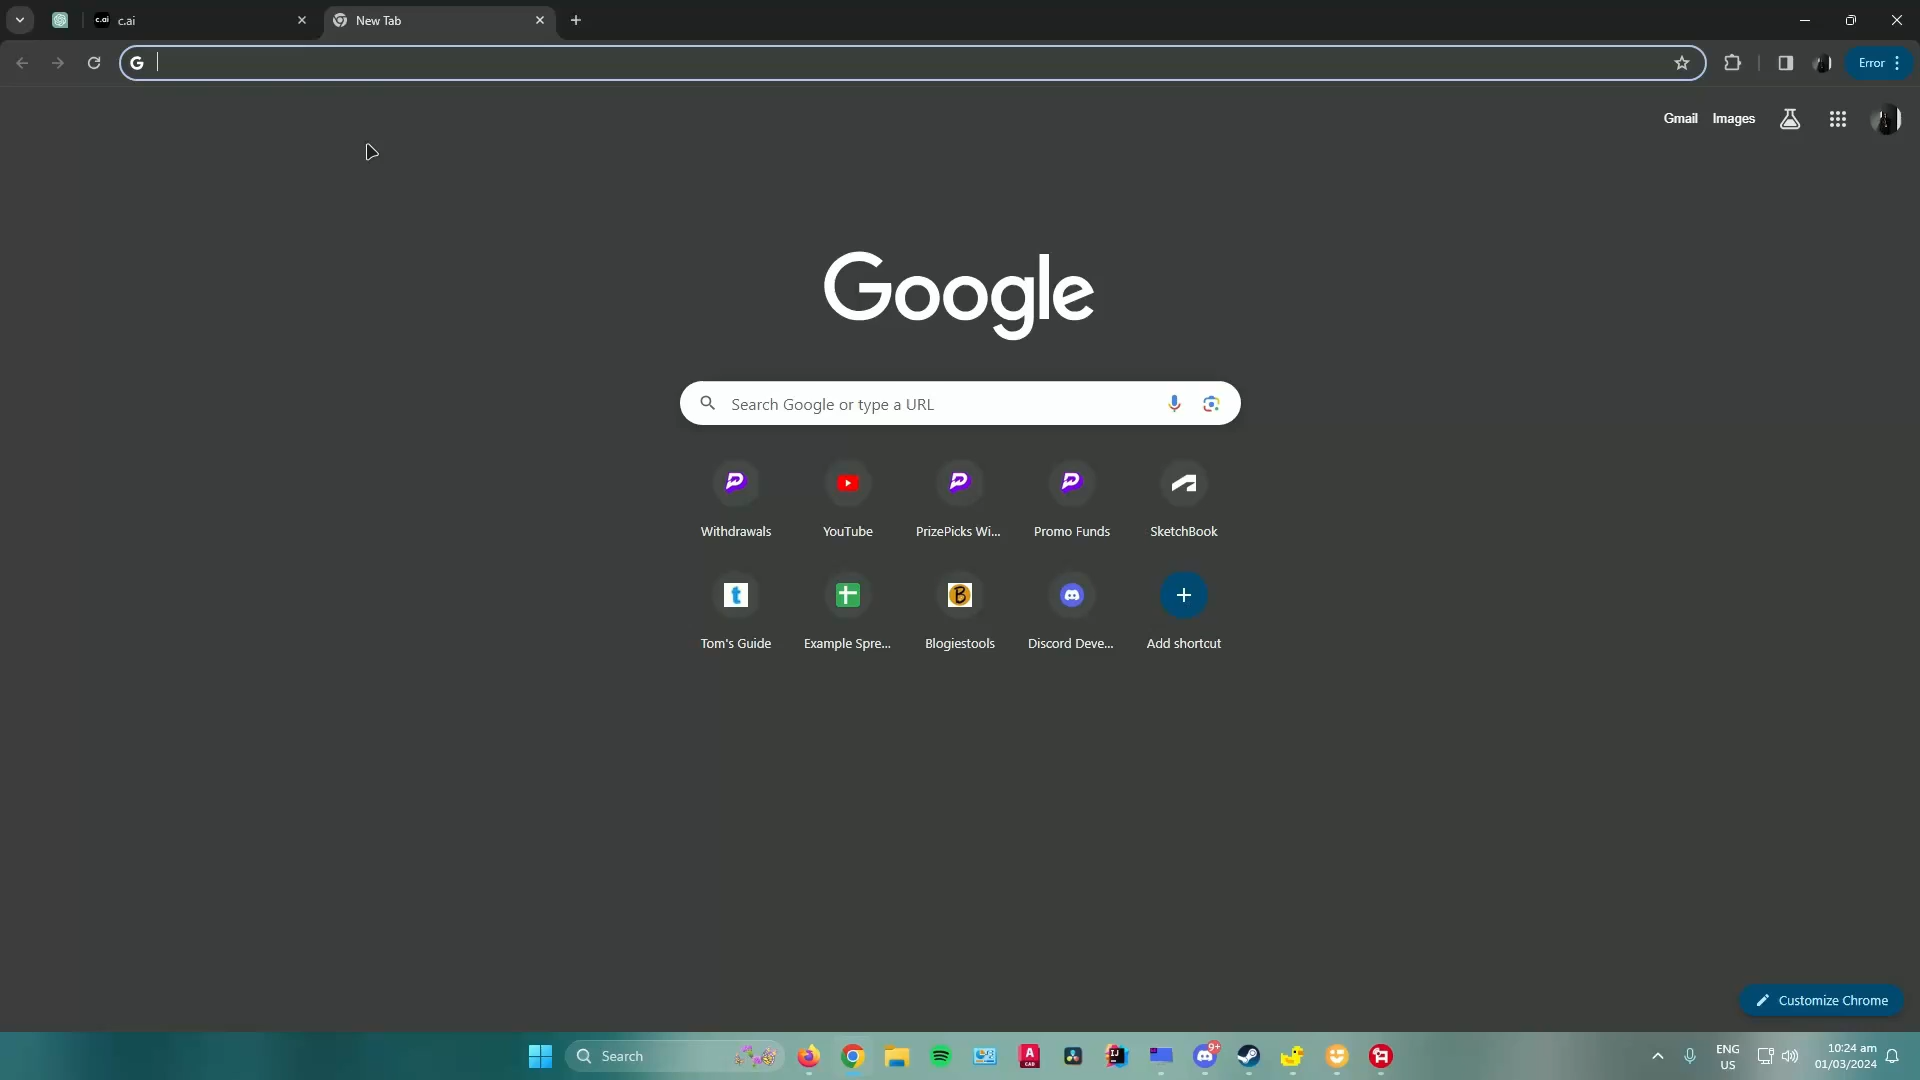 c.ai
c.ai
New Tab
Error
Gmail
Images
Google
Search Google or type a URL
Withdrawals
YouTube
PrizePicks Wi...
Promo Funds
SketchBook
Tom's Guide
Example Spre...
Blogiestools
Discord Deve...
Add shortcut
Customize Chrome
Search
9+
ENG
US
10:24 am
01/03/2024